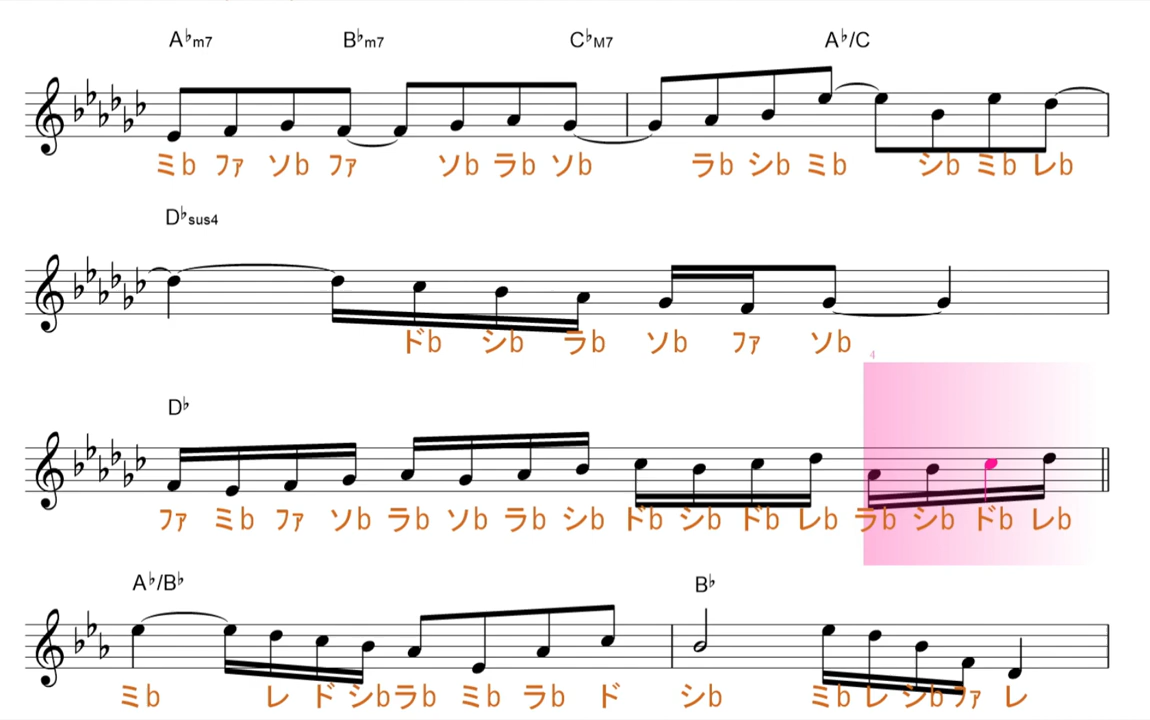 A♭m7 B♭m7 C♭M7 A♭/C
ミb ファ ソb ファ ソb ラb ソb ラb シb ミb シb ミb レb
D♭sus4
ドb シb ラb ソb ファ ソb
4
D♭
ファ ミb ファ ソb ラb ソb ラb シb ドb シb ドb レb ラb シb ドb レb
A♭/B♭ B♭
ミb レ ド シb ラb ミb ラb ド シb ミb レ シb ファ レ